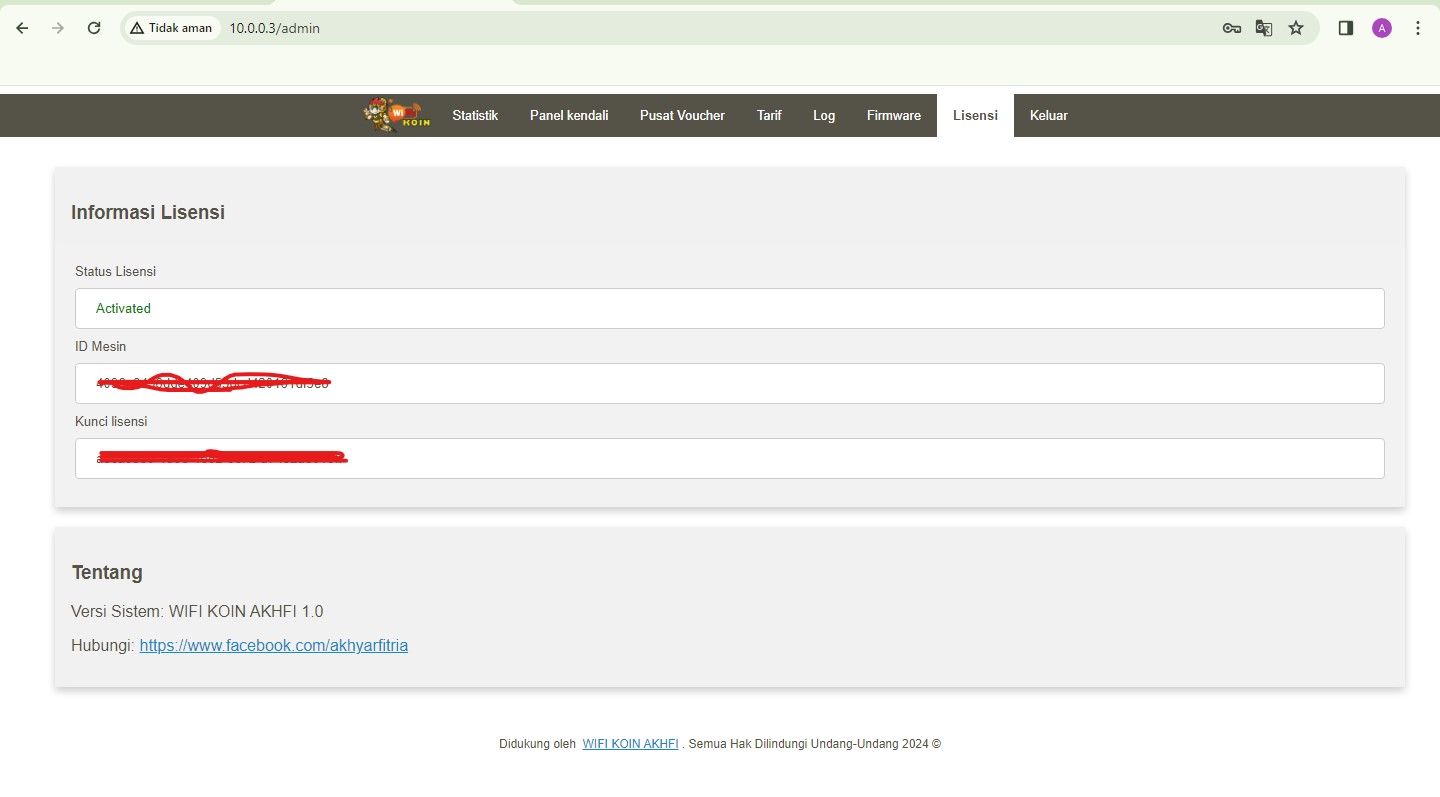 Tidak aman 10.0.0.3/admin
A
WIFI KOIN
Statistik Panel kendali Pusat Voucher Tarif Log Firmware Lisensi Keluar
Informasi Lisensi
Status Lisensi
Activated
ID Mesin
Kunci lisensi
Tentang
Versi Sistem: WIFI KOIN AKHFI 1.0
Hubungi: https://www.facebook.com/akhyarfitria
Didukung oleh WIFI KOIN AKHFI . Semua Hak Dilindungi Undang-Undang 2024 ©